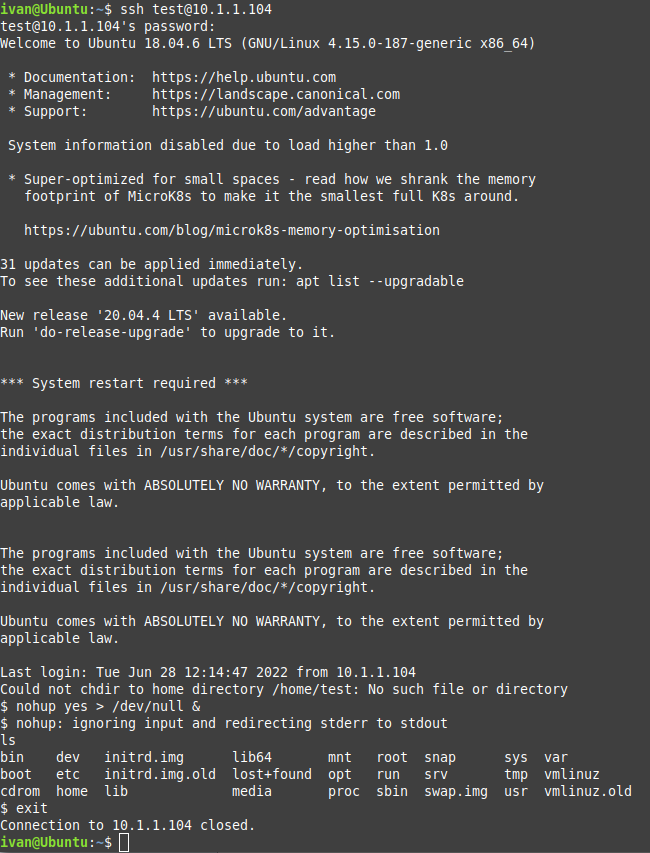 ivan@Ubuntu:~$ ssh test@10.1.1.104
test@10.1.1.104's password:
Welcome to Ubuntu 18.04.6 LTS (GNU/Linux 4.15.0-187-generic x86_64)

 * Documentation:  https://help.ubuntu.com
 * Management:     https://landscape.canonical.com
 * Support:        https://ubuntu.com/advantage

 System information disabled due to load higher than 1.0

 * Super-optimized for small spaces - read how we shrank the memory
   footprint of MicroK8s to make it the smallest full K8s around.

   https://ubuntu.com/blog/microk8s-memory-optimisation

31 updates can be applied immediately.
To see these additional updates run: apt list --upgradable

New release '20.04.4 LTS' available.
Run 'do-release-upgrade' to upgrade to it.


*** System restart required ***

The programs included with the Ubuntu system are free software;
the exact distribution terms for each program are described in the
individual files in /usr/share/doc/*/copyright.

Ubuntu comes with ABSOLUTELY NO WARRANTY, to the extent permitted by
applicable law.


The programs included with the Ubuntu system are free software;
the exact distribution terms for each program are described in the
individual files in /usr/share/doc/*/copyright.

Ubuntu comes with ABSOLUTELY NO WARRANTY, to the extent permitted by
applicable law.

Last login: Tue Jun 28 12:14:47 2022 from 10.1.1.104
Could not chdir to home directory /home/test: No such file or directory
$ nohup yes > /dev/null &
$ nohup: ignoring input and redirecting stderr to stdout
ls
bin    dev   initrd.img      lib64       mnt   root  snap      sys  var
boot   etc   initrd.img.old  lost+found  opt   run   srv       tmp  vmlinuz
cdrom  home  lib             media       proc  sbin  swap.img  usr  vmlinuz.old
$ exit
Connection to 10.1.1.104 closed.
ivan@Ubuntu:~$